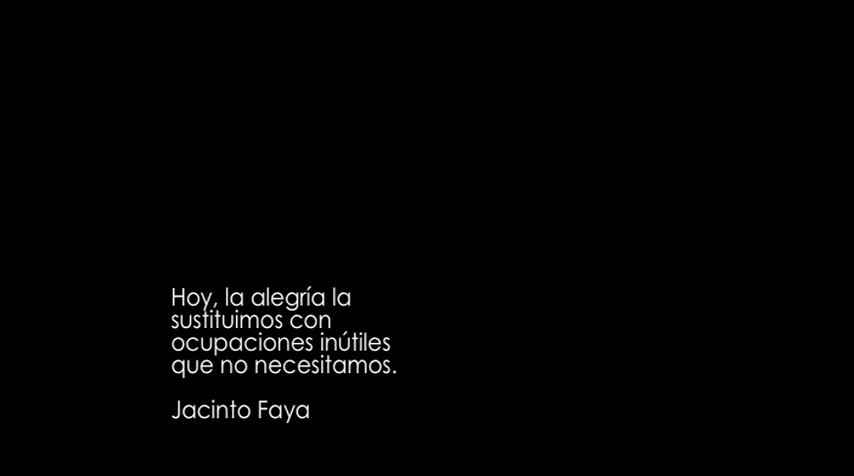 Hoy, la alegría la
sustituimos con
ocupaciones inútiles
que no necesitamos.
Jacinto Faya